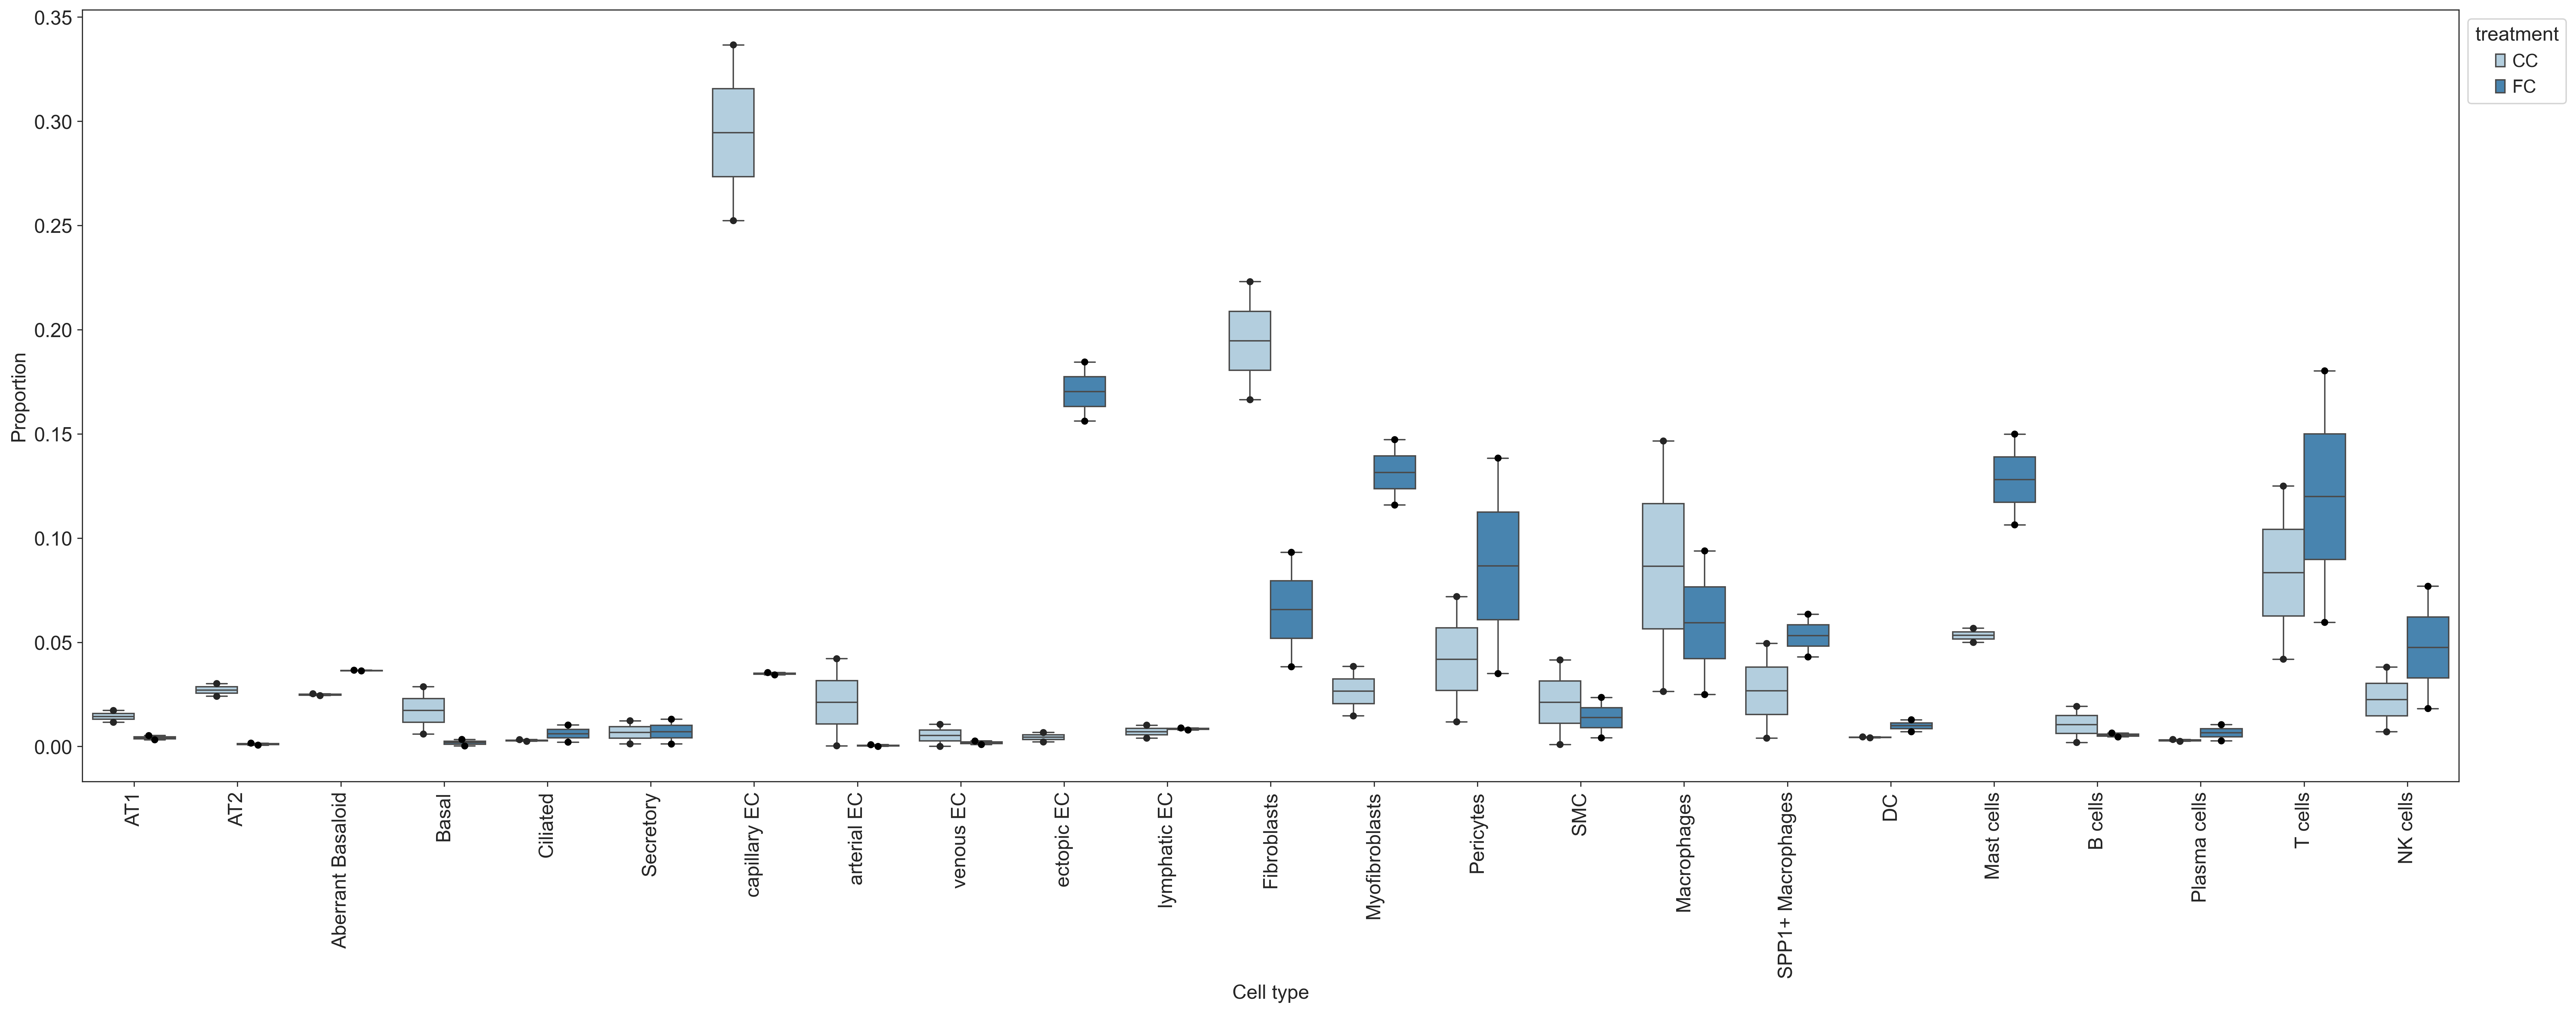 treatment
CC
FC
Proportion
0.35
0.30
0.25
0.20
0.15
0.10
0.05
0.00
AT1
AT2
Aberrant Basaloid
Basal
Ciliated
Secretory
capillary EC
arterial EC
venous EC
ectopic EC
lymphatic EC
Fibroblasts
Myofibroblasts
Pericytes
SMC
Macrophages
SPP1+ Macrophages
DC
Mast cells
B cells
Plasma cells
T cells
NK cells
Cell type